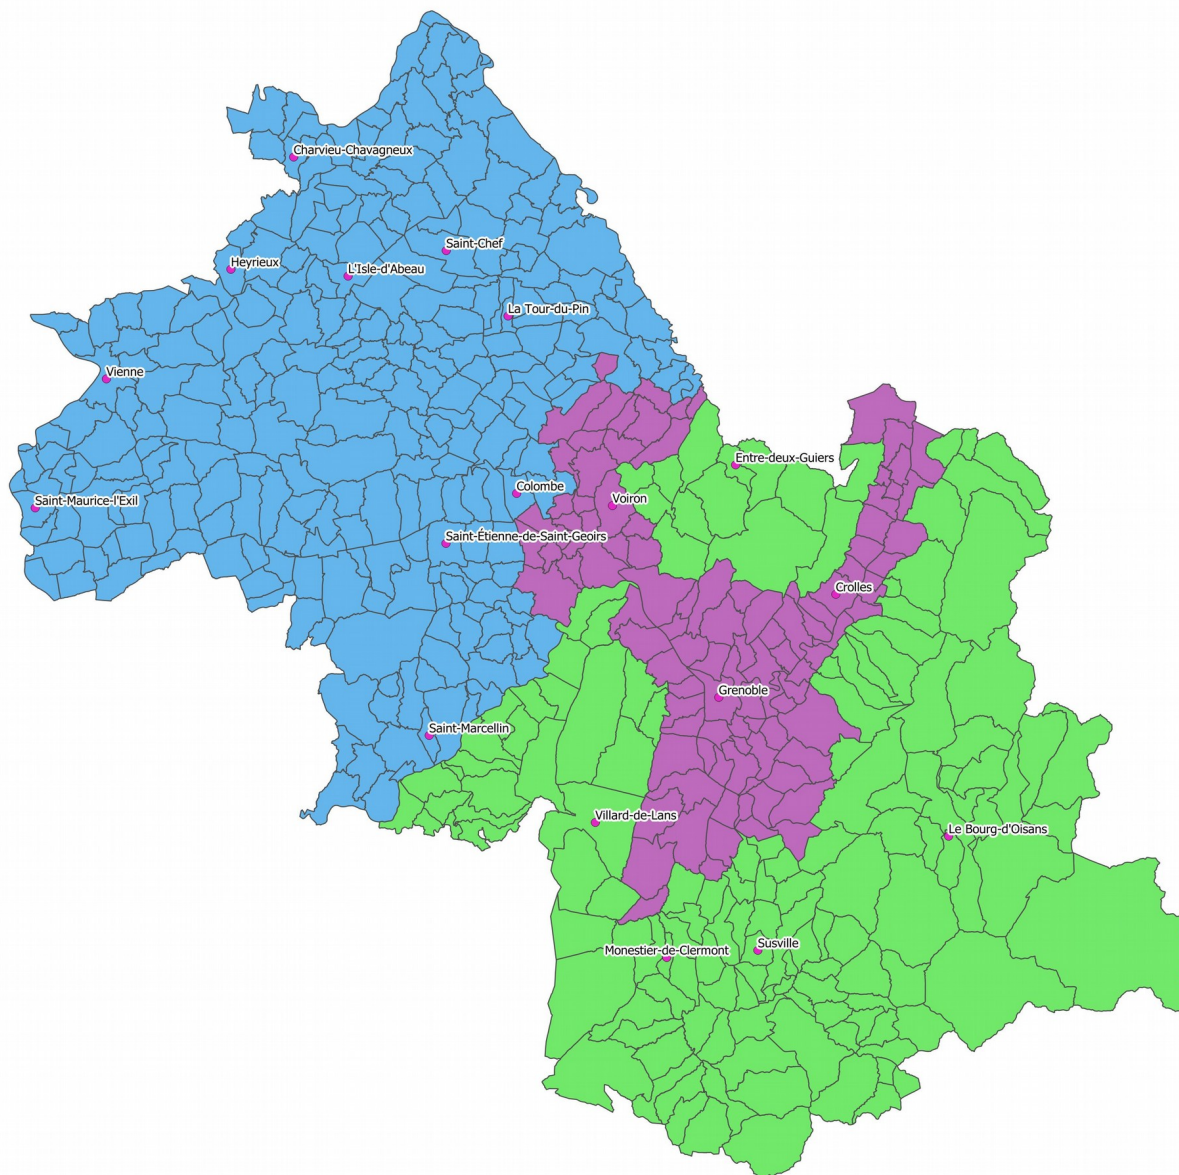 Charvieu-Chavagneux
Saint-Chef
Heyrieux
L'Isle-d'Abeau
La Tour-du-Pin
Vienne
Entre-deux-Guiers
Colombe
Saint-Maurice-l'Exil
Voiron
Saint-Étienne-de-Saint-Geoirs
Crolles
Grenoble
Saint-Marcellin
Villard-de-Lans
Le Bourg-d'Oisans
Susville
Monestier-de-Clermont